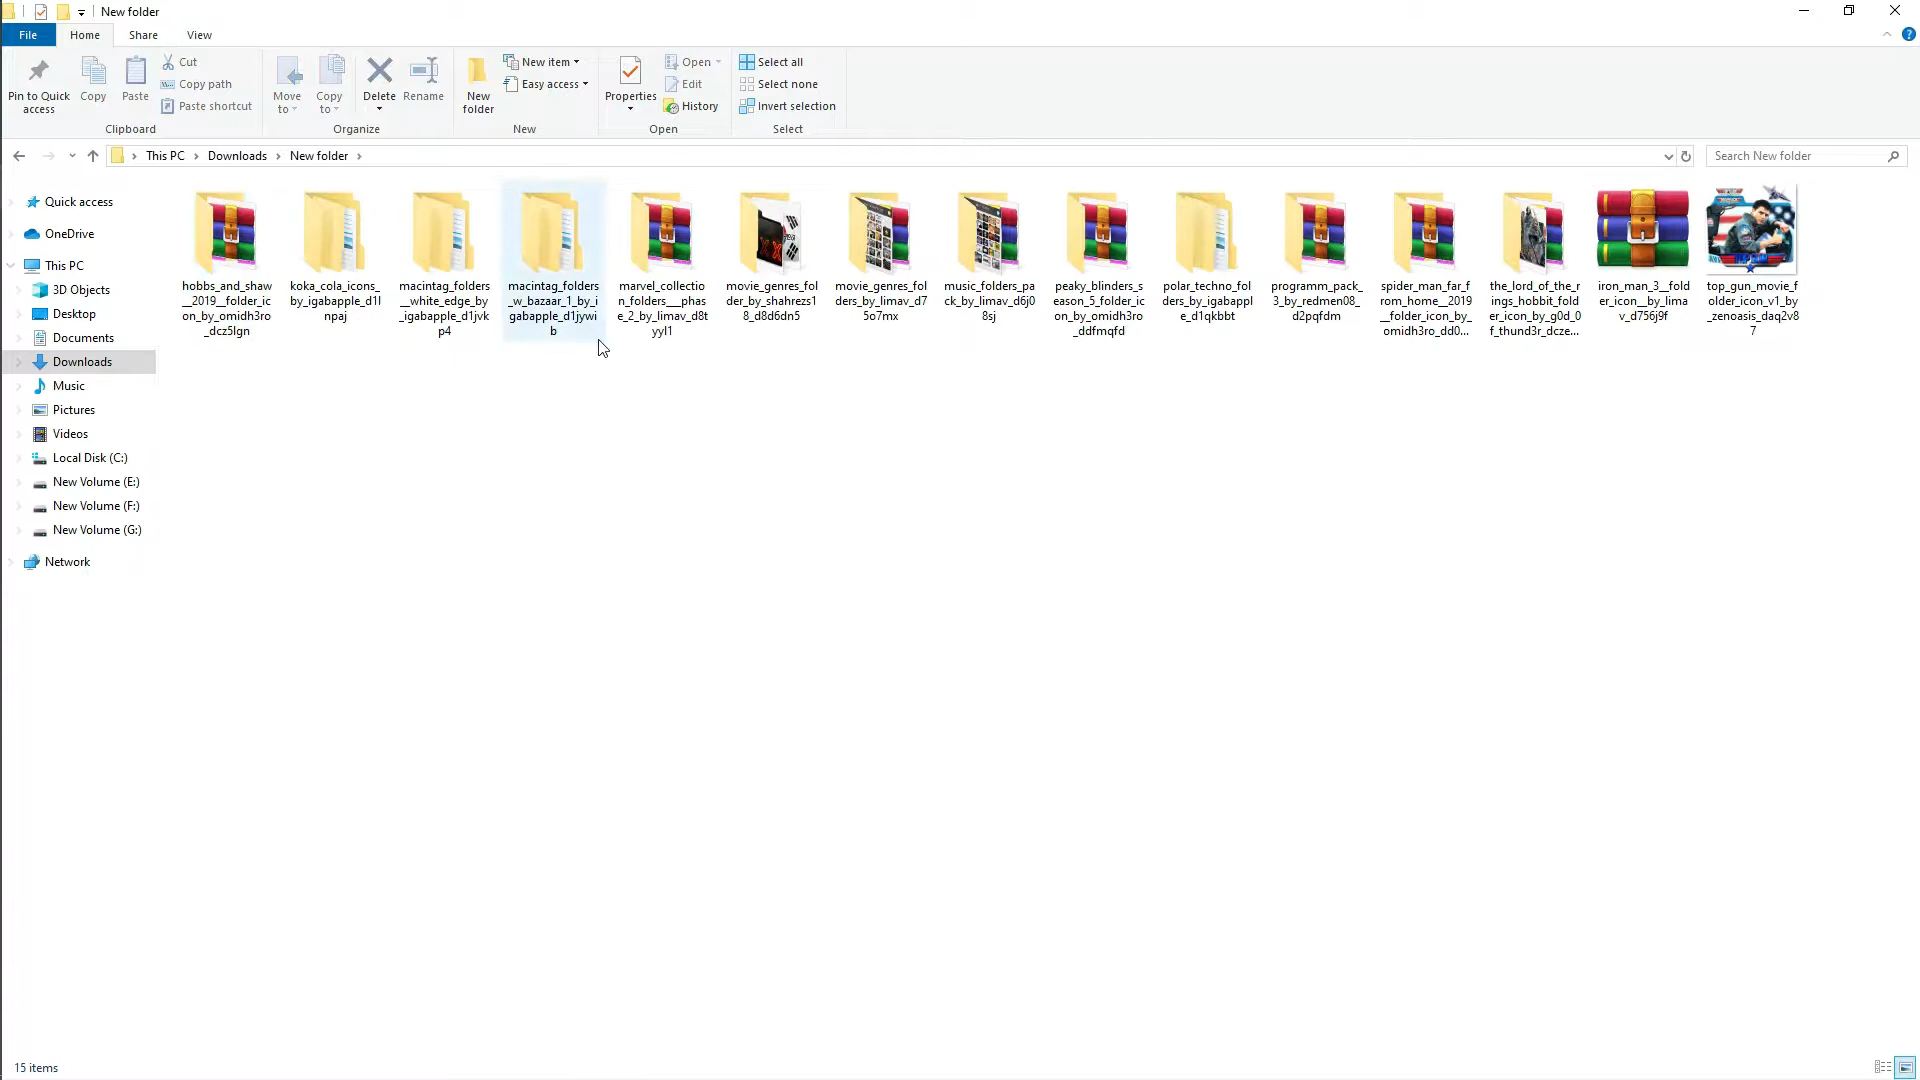 New folder
File Home Share View
Pin to Quick access
Copy
Paste
Cut
Copy path
Paste shortcut
Clipboard
Move to
Copy to
Delete
Rename
Organize
New folder
New item
Easy access
New
Properties
Open
Edit
History
Open
Select all
Select none
Invert selection
Select
This PC > Downloads > New folder >
Search New folder
Quick access
OneDrive
This PC
3D Objects
Desktop
Documents
Downloads
Music
Pictures
Videos
Local Disk (C:)
New Volume (E:)
New Volume (F:)
New Volume (G:)
Network
hobbs_and_shaw
__2019__folder_ic
on_by_omidh3ro
_dcz5lgn
koka_cola_icons_
by_igabapple_d1l
npaj
macintag_folders
__white_edge_by
_igabapple_d1jvk
p4
macintag_folders
_w_bazaar_1_by_i
gabapple_d1jywi
b
marvel_collectio
n_folders___phas
e_2_by_limav_d8t
yyl1
movie_genres_fol
der_by_shahrezs1
8_d8d6dn5
movie_genres_fol
ders_by_limav_d7
5o7mx
music_folders_pa
ck_by_limav_d6j0
8sj
peaky_blinders_s
eason_5_folder_ic
on_by_omidh3ro
_ddfmqfd
polar_techno_fol
ders_by_igabappl
e_d1qkbbt
programm_pack_
3_by_redmen08_
d2pqfdm
spider_man_far_f
rom_home__2019
__folder_icon_by_
omidh3ro_dd0...
the_lord_of_the_r
ings_hobbit_fold
er_icon_by_g0d_0
f_thund3r_dcze...
iron_man_3__fold
er_icon__by_lima
v_d756j9f
top_gun_movie_f
older_icon_v1_by
_zenoasis_daq2v8
7
15 items